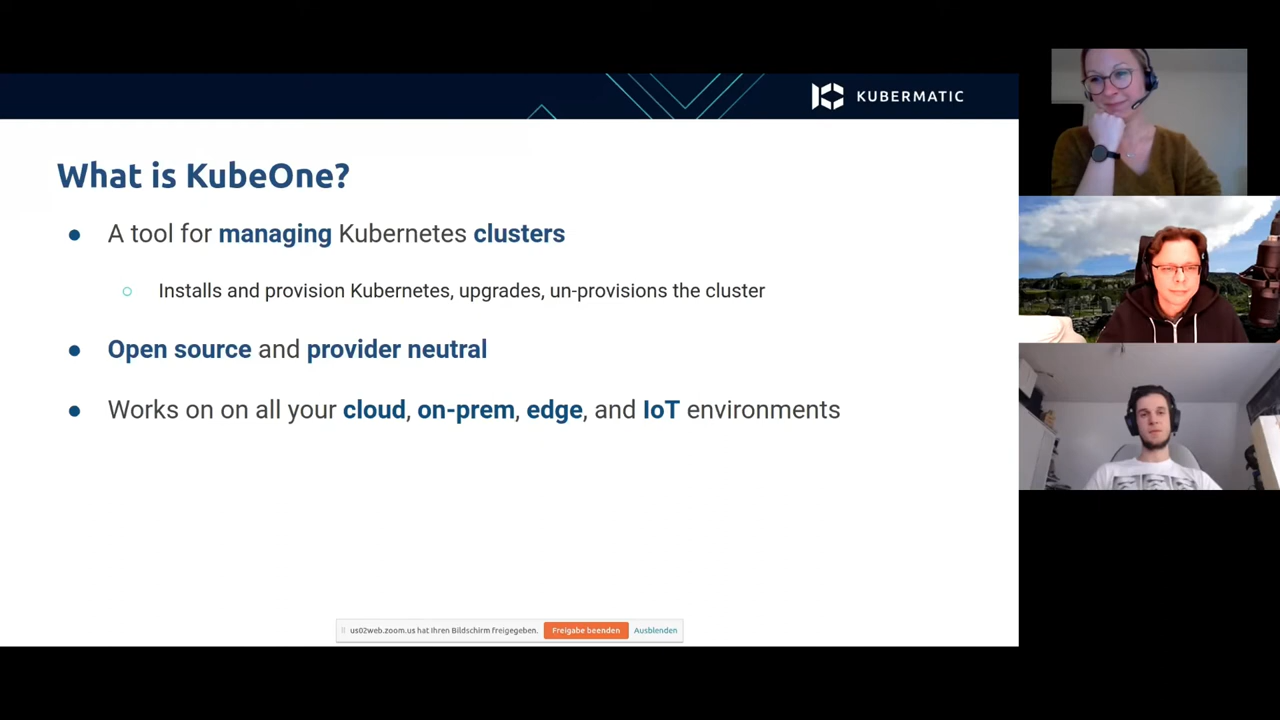 KUBERMATIC
What is KubeOne?
● A tool for managing Kubernetes clusters
○ Installs and provision Kubernetes, upgrades, un-provisions the cluster
● Open source and provider neutral
● Works on on all your cloud, on-prem, edge, and IoT environments
us02web.zoom.us hat Ihren Bildschirm freigegeben. Freigabe beenden Ausblenden